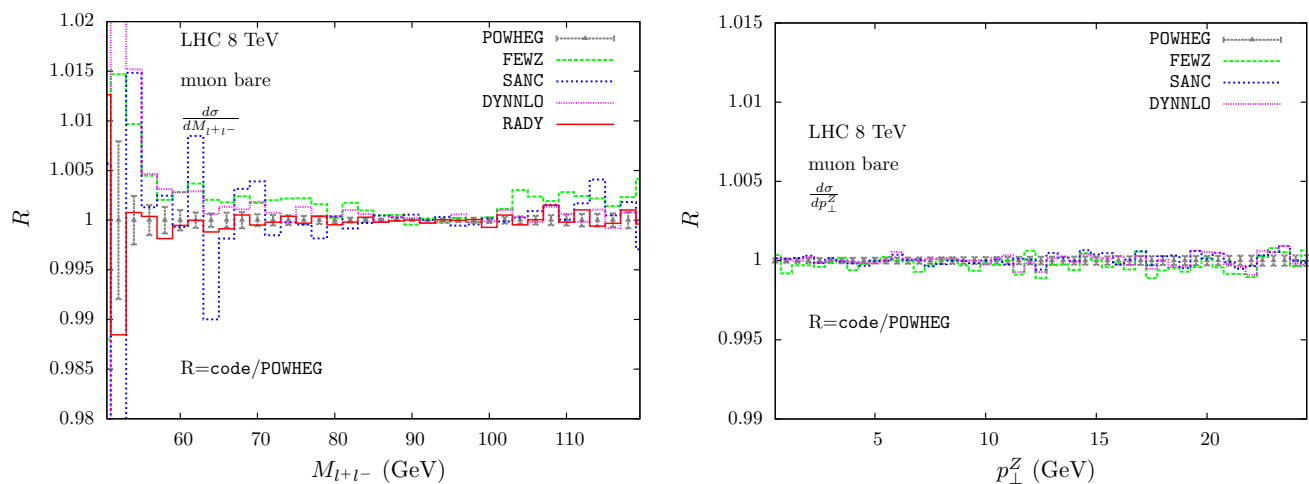 1.02
1.015
1.01
1.005
1
0.995
0.99
0.985
0.98
R
LHC 8 TeV
muon bare
dσ
dM_{l+l−}
POWHEG
FEWZ
SANC
DYNNLO
RADY
R=code/POWHEG
60 70 80 90 100 110
M_{l+l−} (GeV)
1.015
1.01
1.005
1
0.995
0.99
R
POWHEG
FEWZ
SANC
DYNNLO
LHC 8 TeV
muon bare
dσ
dp_⊥^Z
R=code/POWHEG
5 10 15 20
p_⊥^Z (GeV)